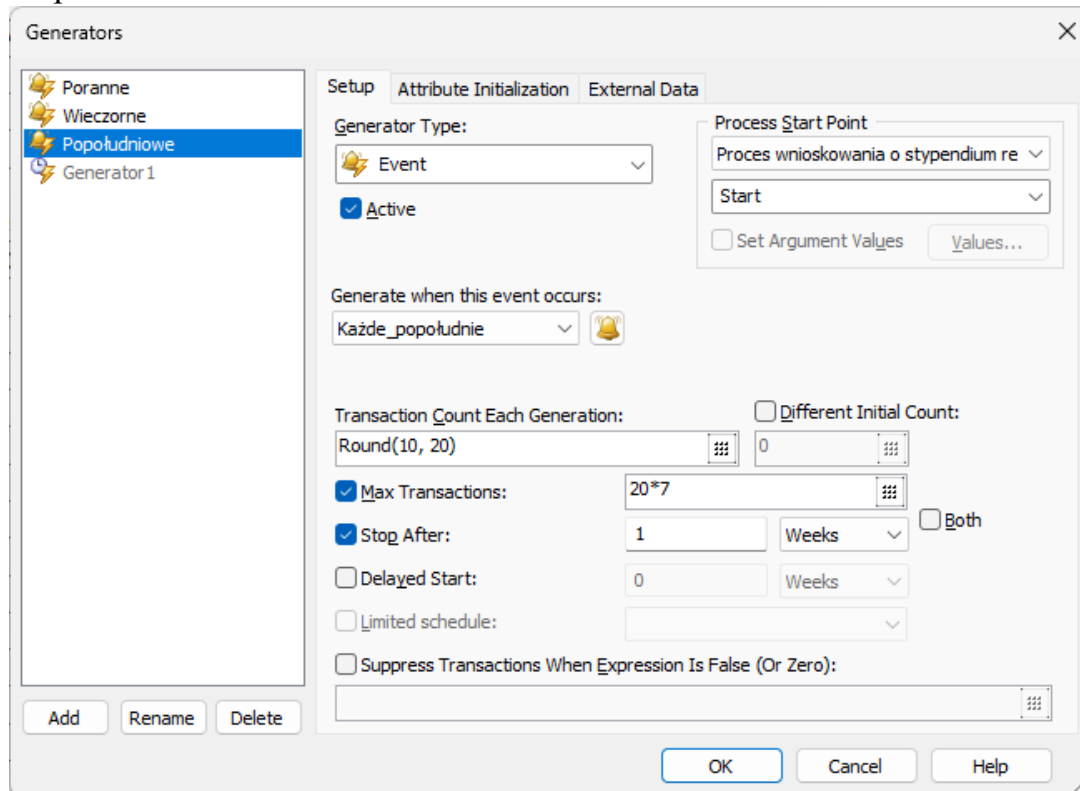 Generators
Poranne
Wieczorne
Popołudniowe
Generator1
Add
Rename
Delete
Setup
Attribute Initialization
External Data
Generator Type:
Event
Active
Process Start Point
Proces wnioskowania o stypendium re
Start
Set Argument Values
Values...
Generate when this event occurs:
Każde_popołudnie
Transaction Count Each Generation:
Different Initial Count:
Round(10, 20)
0
Max Transactions:
20*7
Stop After:
1
Weeks
Both
Delayed Start:
0
Weeks
Limited schedule:
Suppress Transactions When Expression Is False (Or Zero):
OK
Cancel
Help